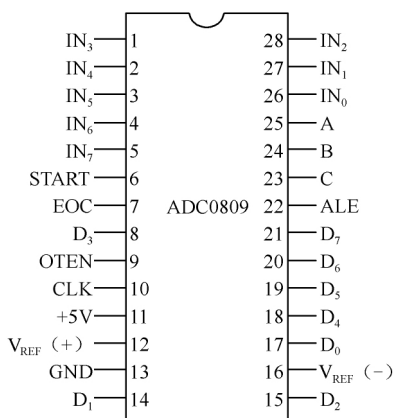 IN₃ 1 28 IN₂
IN₄ 2 27 IN₁
IN₅ 3 26 IN₀
IN₆ 4 25 A
IN₇ 5 24 B
START 6 23 C
EOC 7 ADC0809 22 ALE
D₃ 8 21 D₇
OTEN 9 20 D₆
CLK 10 19 D₅
+5V 11 18 D₄
V_REF（+） 12 17 D₀
GND 13 16 V_REF（−）
D₁ 14 15 D₂